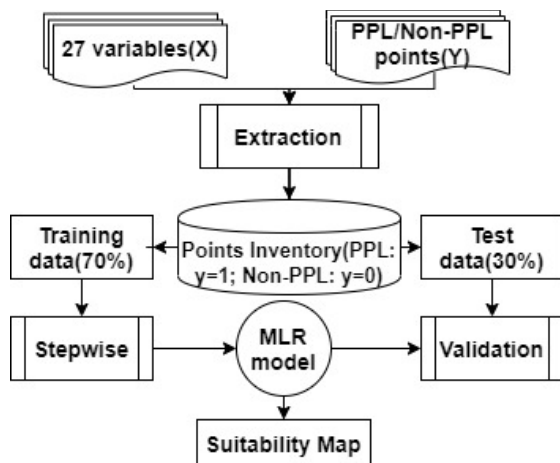 27 variables(X)
PPL/Non-PPL
points(Y)
Extraction
Training
data(70%)
Points Inventory(PPL:
y=1; Non-PPL: y=0)
Test
data(30%)
Stepwise
MLR
model
Validation
Suitability Map